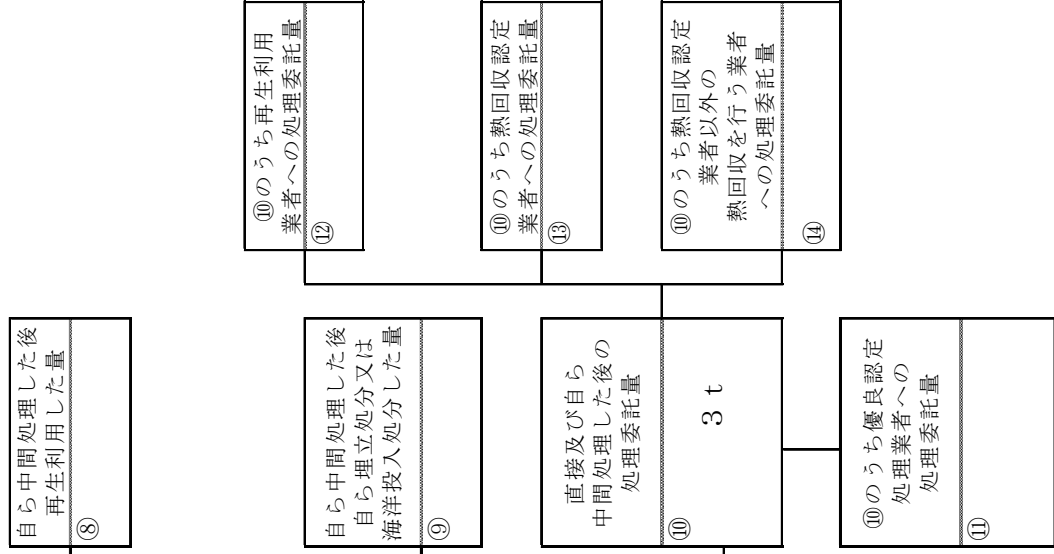 自ら中間処理した後
再生利用した量
⑧
自ら中間処理した後
自ら埋立処分又は
海洋投入処分した量
⑨
直接及び自ら
中間処理した後の
処理委託量
⑩
3 t
⑩のうち優良認定
処理業者への
処理委託量
⑪
⑩のうち再生利用
業者への処理委託量
⑫
⑩のうち熱回収認定
業者への処理委託量
⑬
⑩のうち熱回収認定
業者以外の
熱回収を行う業者
への処理委託量
⑭